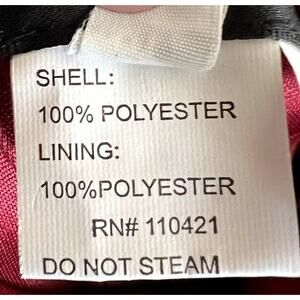 SHELL:
100% POLYESTER
LINING:
100%POLYESTER
RN# 110421
DO NOT STEAM